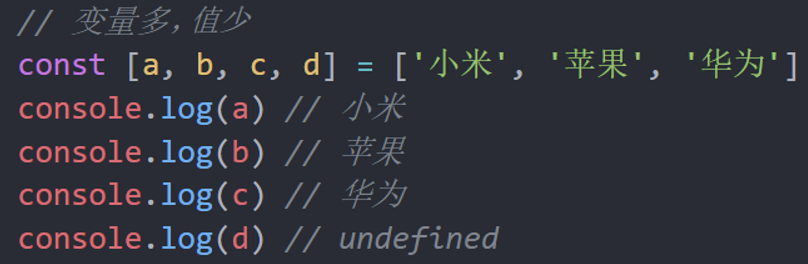 // 变量多，值少
const [a, b, c, d] = ['小米', '苹果', '华为']
console.log(a) // 小米
console.log(b) // 苹果
console.log(c) // 华为
console.log(d) // undefined